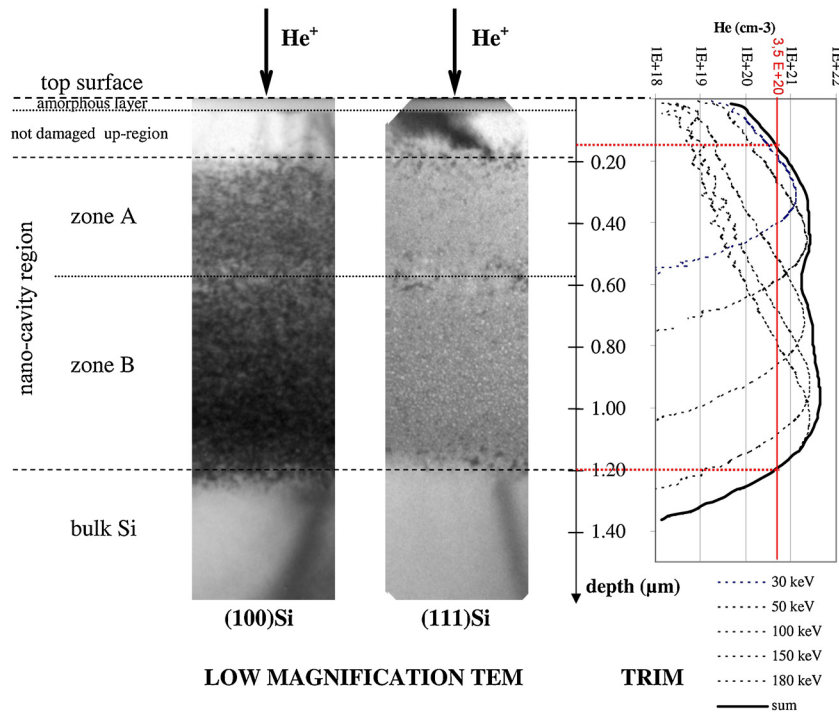 He (cm-3)
He⁺
He⁺
1E+18
1E+19
1E+20
3,5 E+20
1E+21
1E+22
top surface
amorphous layer
not damaged up-region
0.20
zone A
0.40
nano-cavity region
0.60
zone B
0.80
1.00
1.20
bulk Si
1.40
depth (µm)
(100)Si
(111)Si
30 keV
50 keV
100 keV
150 keV
180 keV
sum
LOW MAGNIFICATION TEM
TRIM